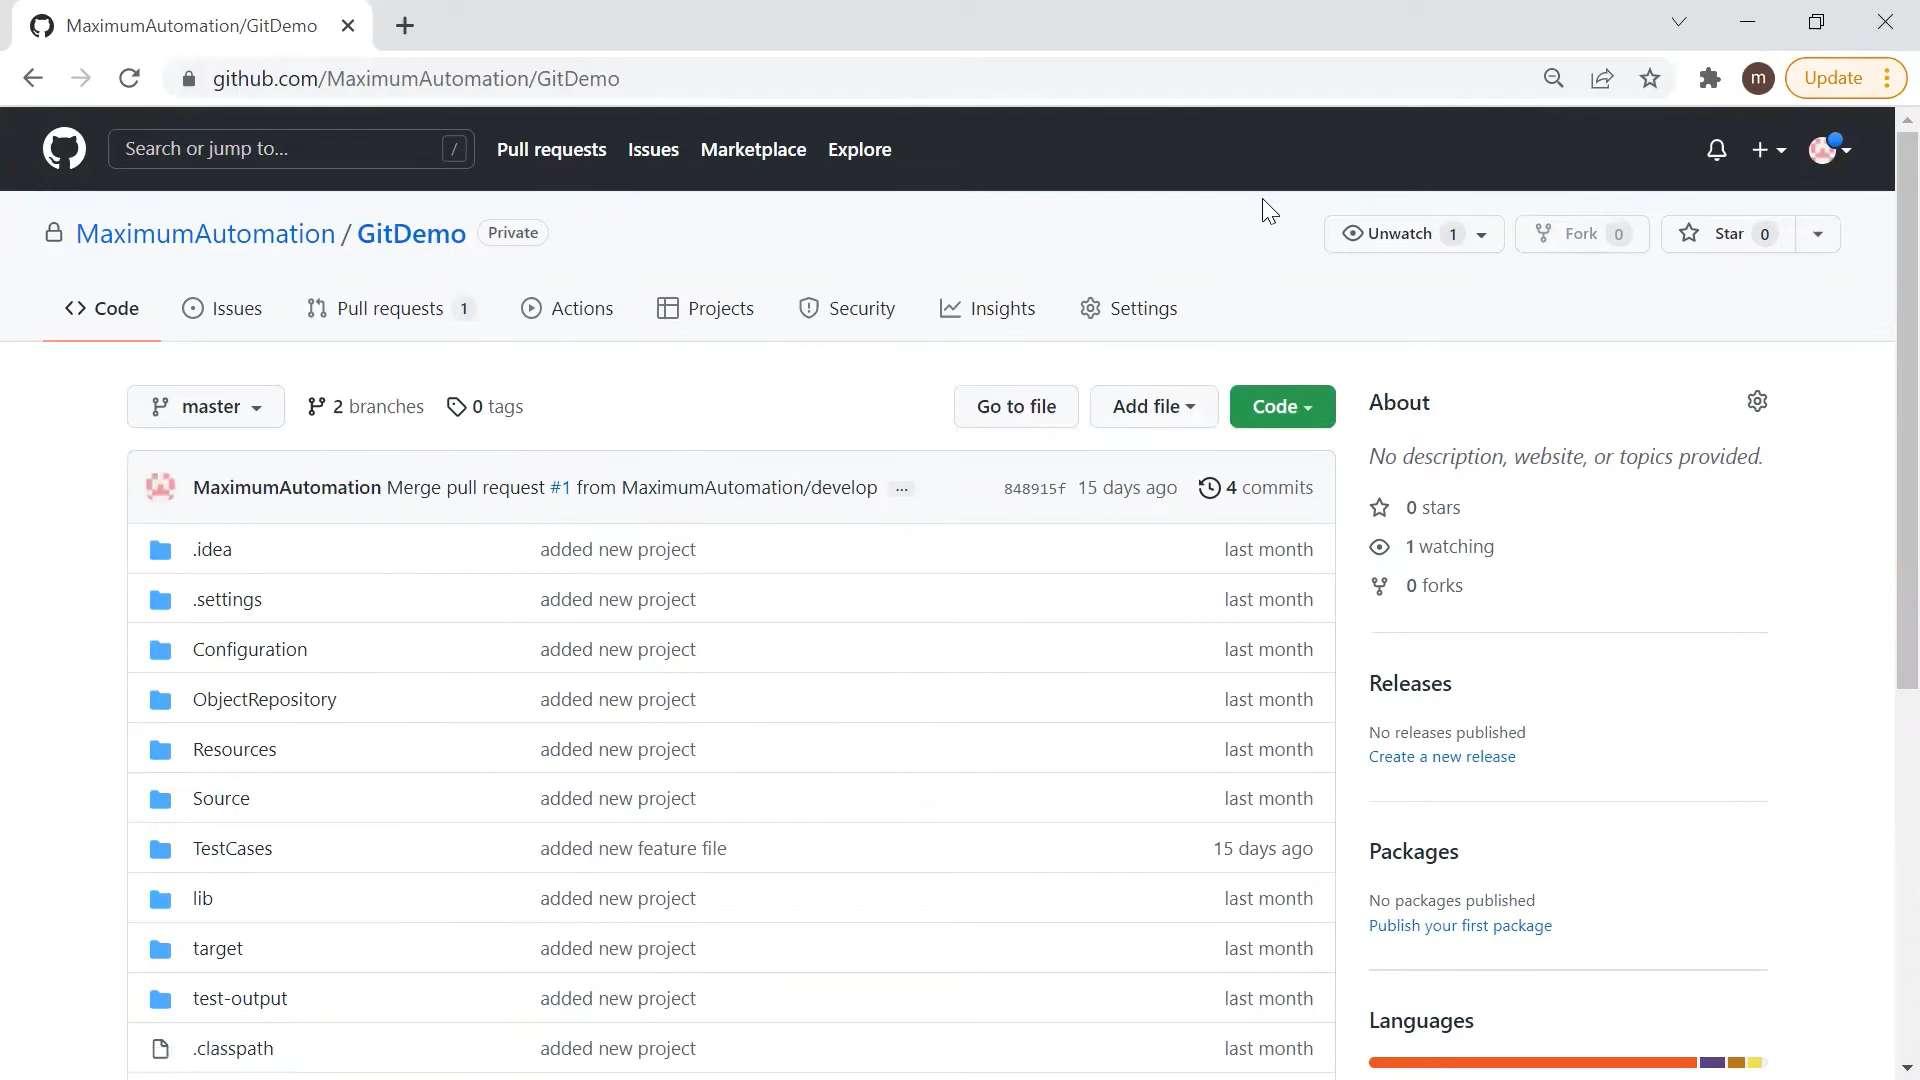 MaximumAutomation/GitDemo
github.com/MaximumAutomation/GitDemo
m
Update
Search or jump to...
/
Pull requests
Issues
Marketplace
Explore
MaximumAutomation / GitDemo
Private
Unwatch 1
Fork 0
Star 0
Code
Issues
Pull requests 1
Actions
Projects
Security
Insights
Settings
master
2 branches
0 tags
Go to file
Add file
Code
About
No description, website, or topics provided.
MaximumAutomation Merge pull request #1 from MaximumAutomation/develop ...
848915f 15 days ago
4 commits
0 stars
1 watching
0 forks
.idea added new project last month
.settings added new project last month
Configuration added new project last month
ObjectRepository added new project last month
Resources added new project last month
Source added new project last month
TestCases added new feature file 15 days ago
lib added new project last month
target added new project last month
test-output added new project last month
.classpath added new project last month
Releases
No releases published
Create a new release
Packages
No packages published
Publish your first package
Languages